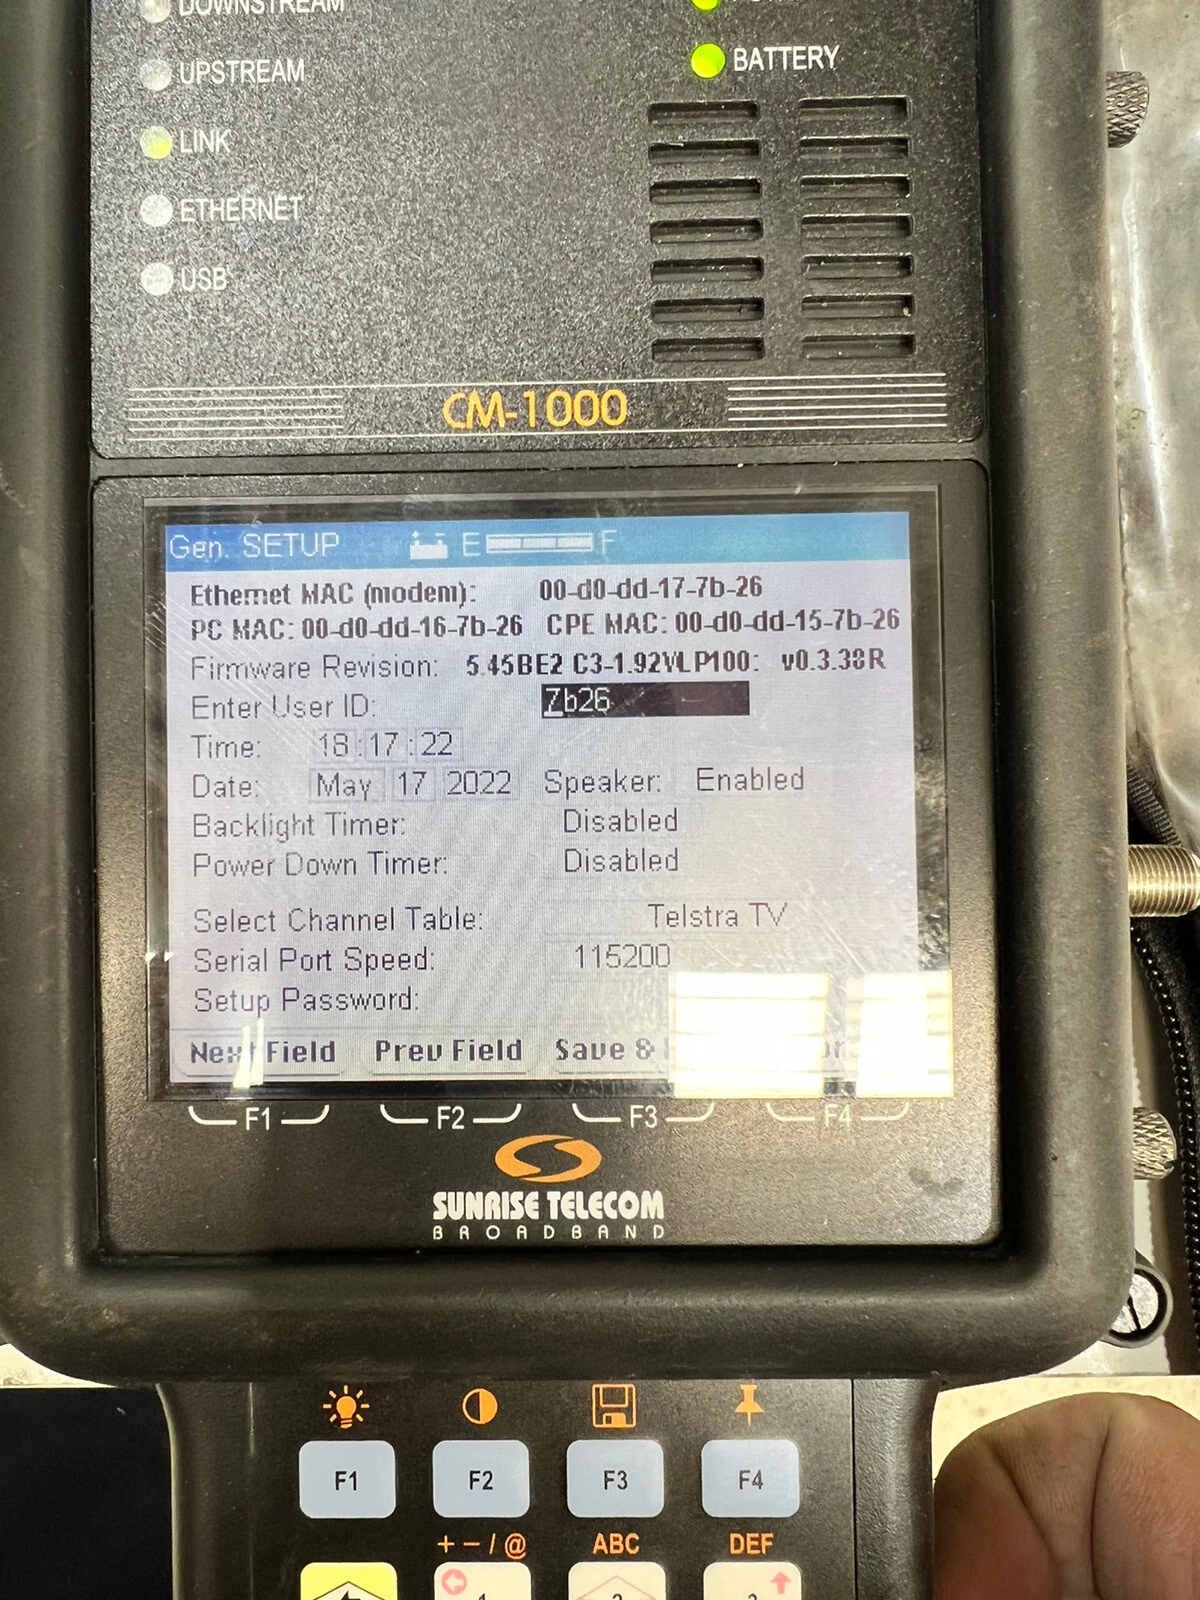 DOWNSTREAM
UPSTREAM
BATTERY
LINK
ETHERNET
USB
CM-1000
Gen. SETUP E F
Ethernet MAC (modem): 00-d0-dd-17-7b-26
PC MAC: 00-d0-dd-16-7b-26 CPE MAC: 00-d0-dd-15-7b-26
Firmware Revision: 5.45BE2 C3-1.92VLP100: v0.3.38R
Enter User ID: 7b26
Time: 18:17:22
Date: May 17 2022 Speaker: Enabled
Backlight Timer: Disabled
Power Down Timer: Disabled
Select Channel Table: Telstra TV
Serial Port Speed: 115200
Setup Password:
Next Field Prev Field Save &
F1 F2 F3 F4
SUNRISE TELECOM
BROADBAND
F1 F2 F3 F4
+ - / @ ABC DEF